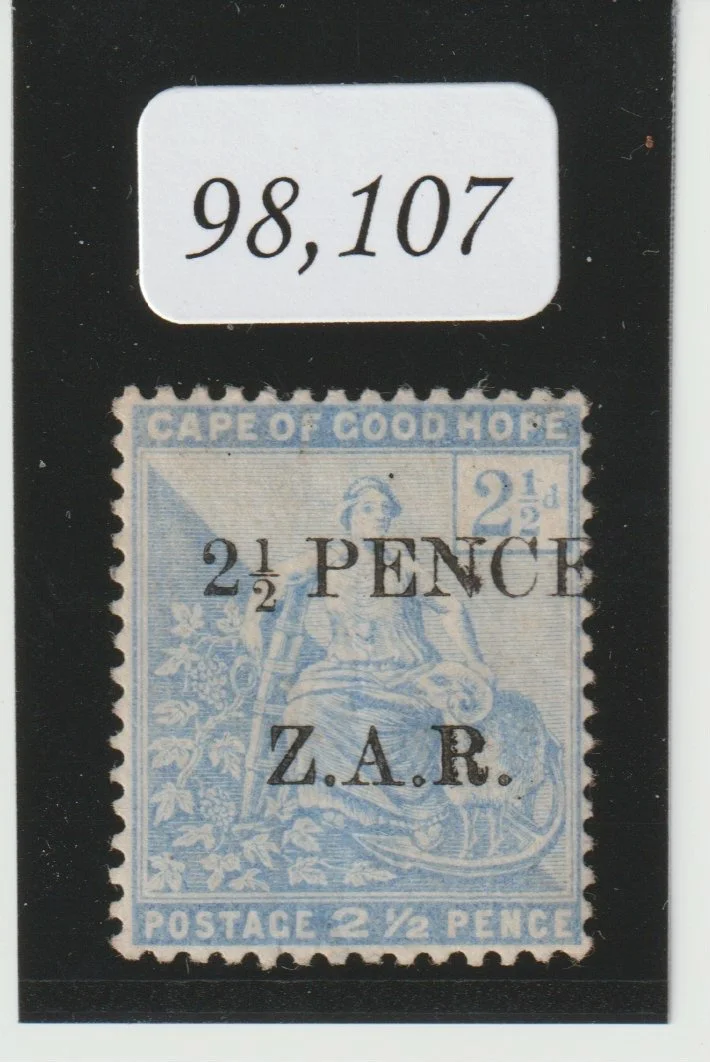 98,107
CAPE OF GOOD HOPE
2½d
2½ PENCE
Z.A.R.
POSTAGE 2 ½ PENCE